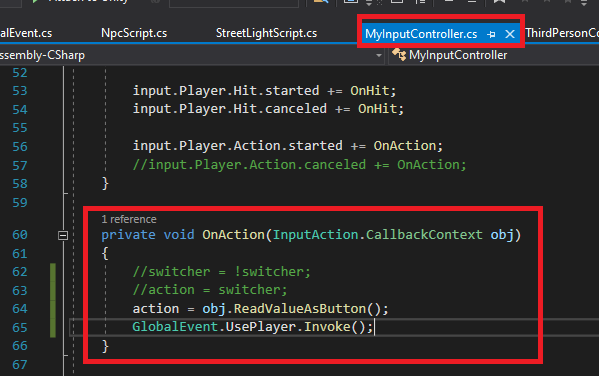 Attach to Unity
alEvent.cs NpcScript.cs StreetLightScript.cs MyInputController.cs ThirdPersonCo
ssembly-CSharp MyInputController
52
53 input.Player.Hit.started += OnHit;
54 input.Player.Hit.canceled += OnHit;
55
56 input.Player.Action.started += OnAction;
57 //input.Player.Action.canceled += OnAction;
58 }
59
1 reference
60 private void OnAction(InputAction.CallbackContext obj)
61 {
62 //switcher = !switcher;
63 //action = switcher;
64 action = obj.ReadValueAsButton();
65 GlobalEvent.UsePlayer.Invoke();
66 }
67